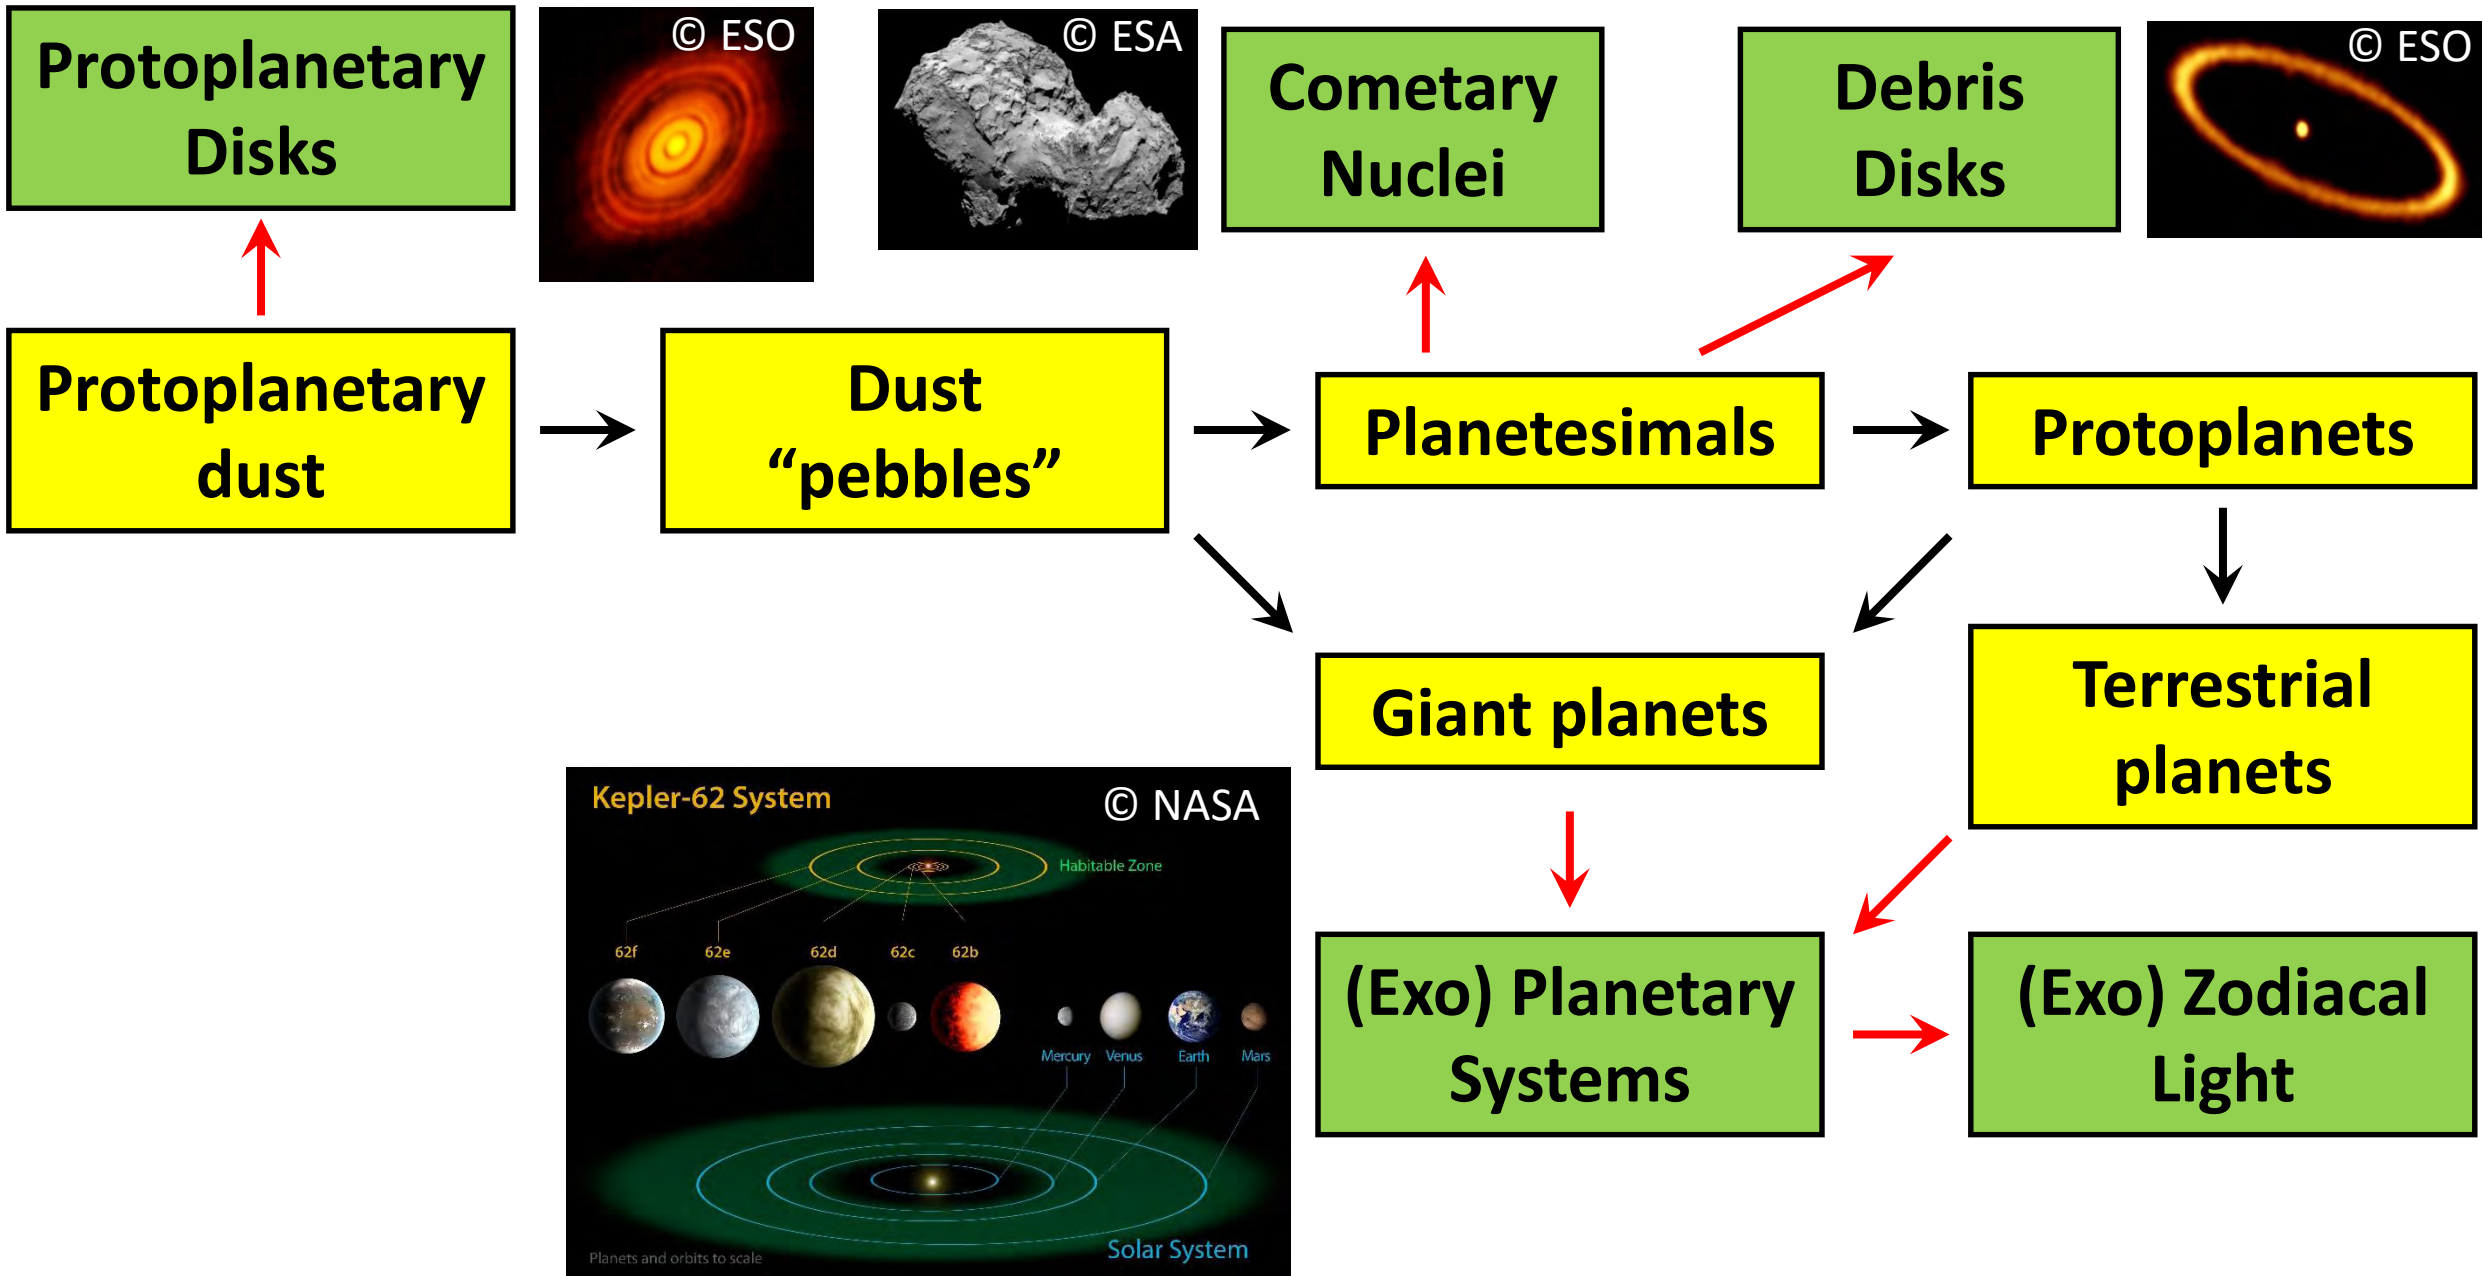 Protoplanetary
Disks
© ESO
© ESA
Cometary
Nuclei
Debris
Disks
© ESO
Protoplanetary
dust
Dust
“pebbles”
Planetesimals
Protoplanets
Giant planets
Terrestrial
planets
Kepler-62 System
© NASA
Habitable Zone
62f
62e
62d
62c
62b
Mercury
Venus
Earth
Mars
Solar System
Planets and orbits to scale
(Exo) Planetary
Systems
(Exo) Zodiacal
Light